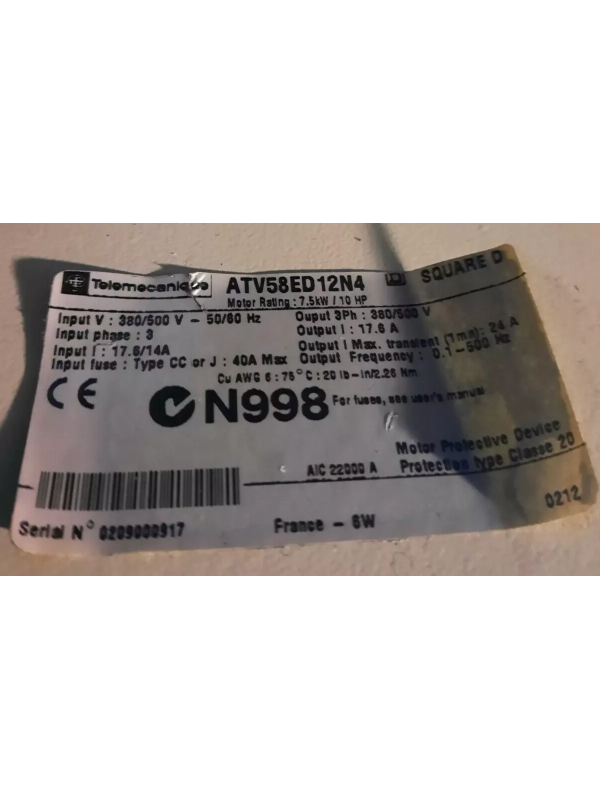 Telemecanique ATV58ED12N4 SQUARE D
Motor Rating : 7.5kW / 10 HP
Input V : 380/500 V - 50/60 Hz Ouput 3Ph : 380/500 V
Input phase : 3 Output I : 17.6 A
Input I : 17.6/14A Output I Max. transient (1mn): 24 A
Input fuse : Type CC or J : 40A Max Output Frequency : 0.1-500 Hz
Cu AWG 6 : 75° C : 20 lb-in/2.26 Nm
CE N998 For fuses, see user's manual
Motor Protective Device
AIC 22000 A Protection type Classe 20
0212
Serial N° 0209000917 France - 6W